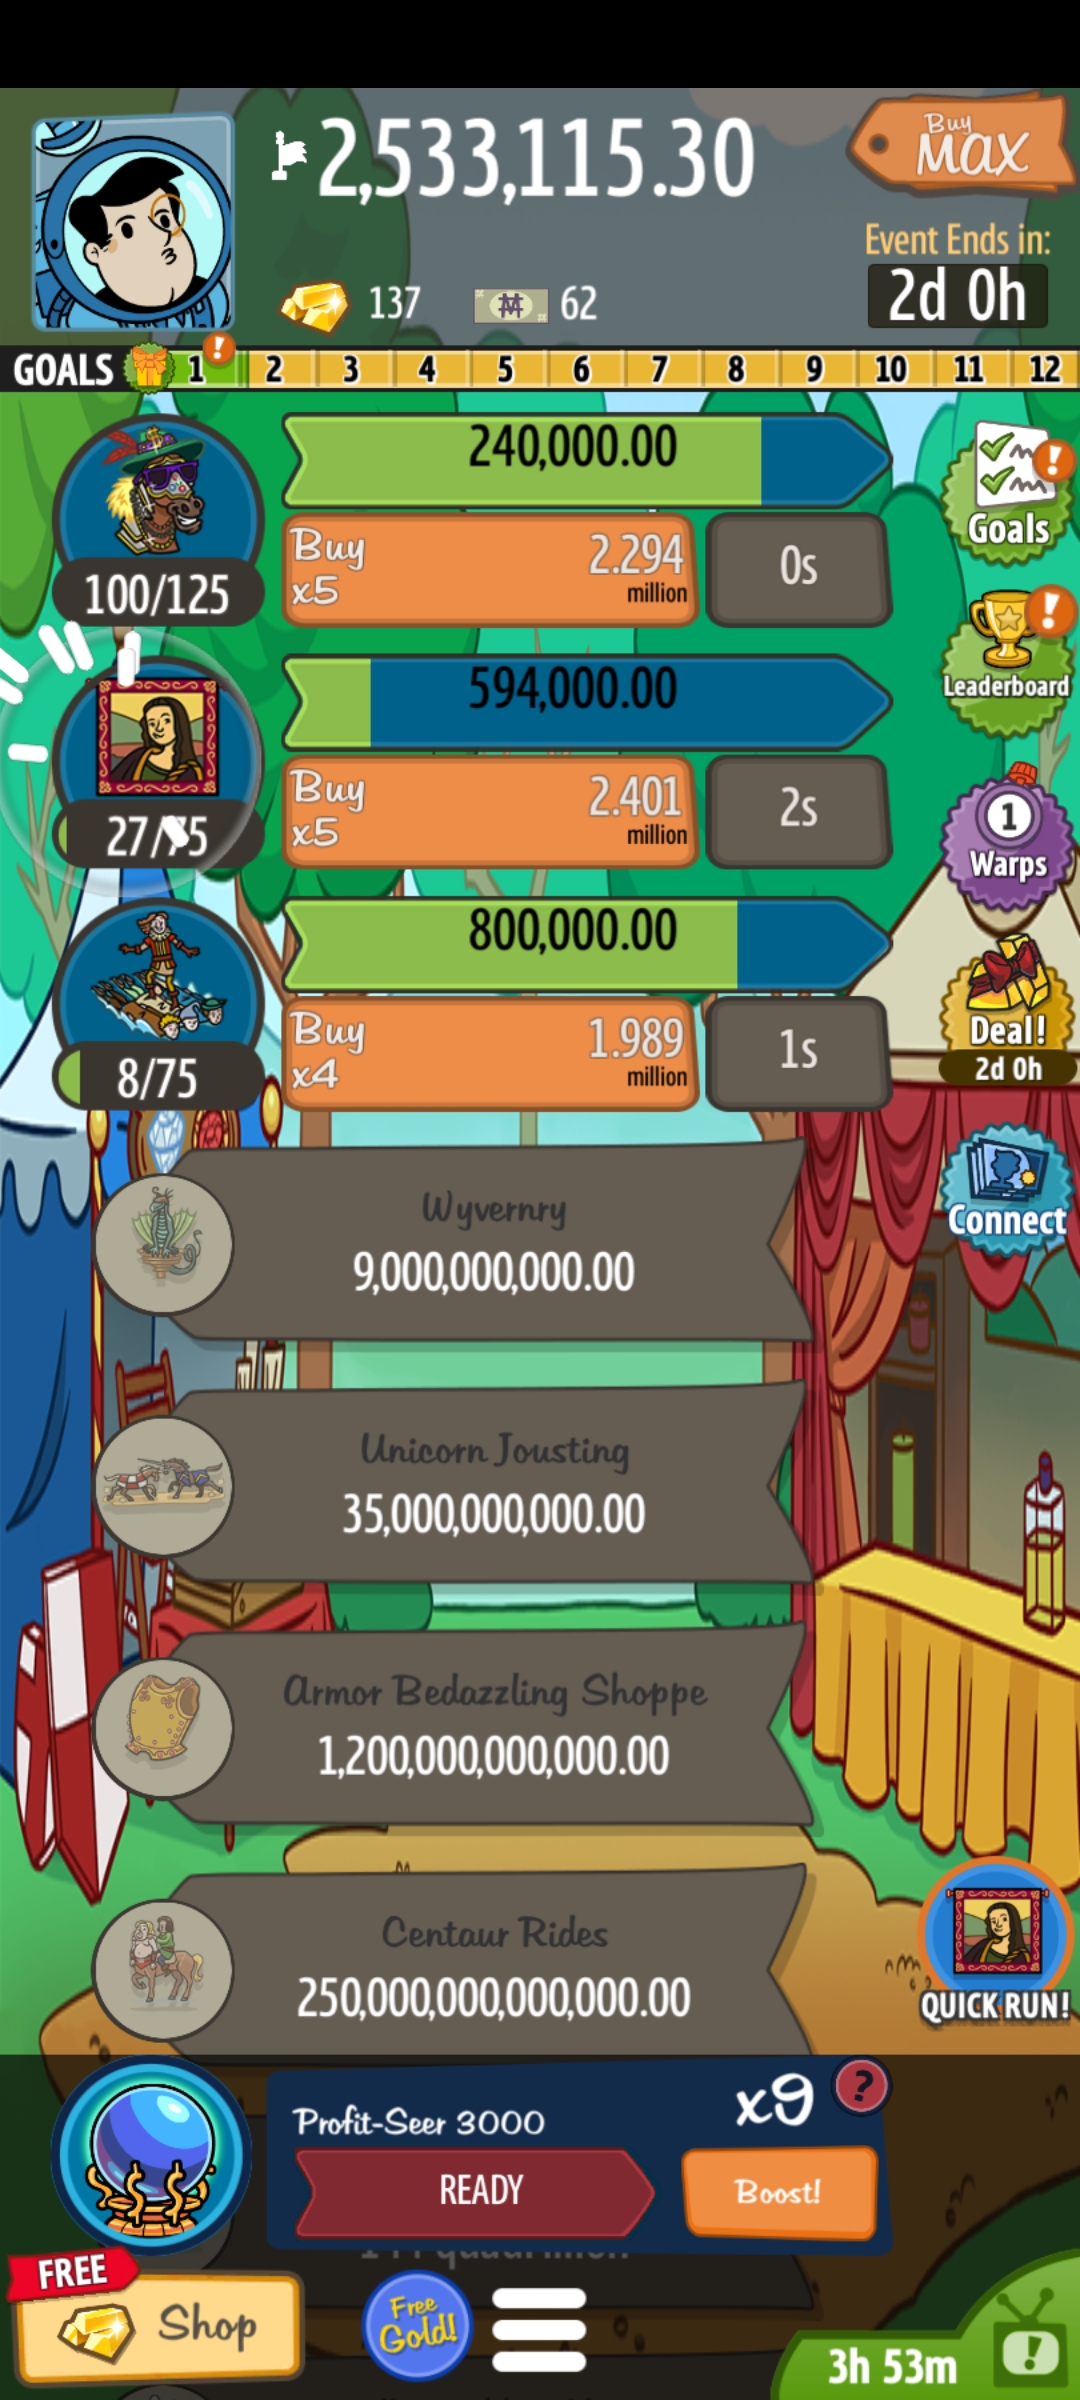 2,533,115.30
Buy
MAX
Event Ends in:
2d 0h
137
62
GOALS 1 ! 2 3 4 5 6 7 8 9 10 11 12
240,000.00
Buy
x5
2.294
million
0s
100/125
!
Goals
594,000.00
Buy
x5
2.401
million
2s
27/75
!
Leaderboard
1
Warps
800,000.00
Buy
x4
1.989
million
1s
8/75
Deal!
2d 0h
Connect
Wyvernry
9,000,000,000.00
Unicorn Jousting
35,000,000,000.00
Armor Bedazzling Shoppe
1,200,000,000,000.00
Centaur Rides
250,000,000,000,000.00
QUICK RUN!
Profit-Seer 3000
x9
?
READY
Boost!
FREE
Shop
Free
Gold!
3h 53m
!